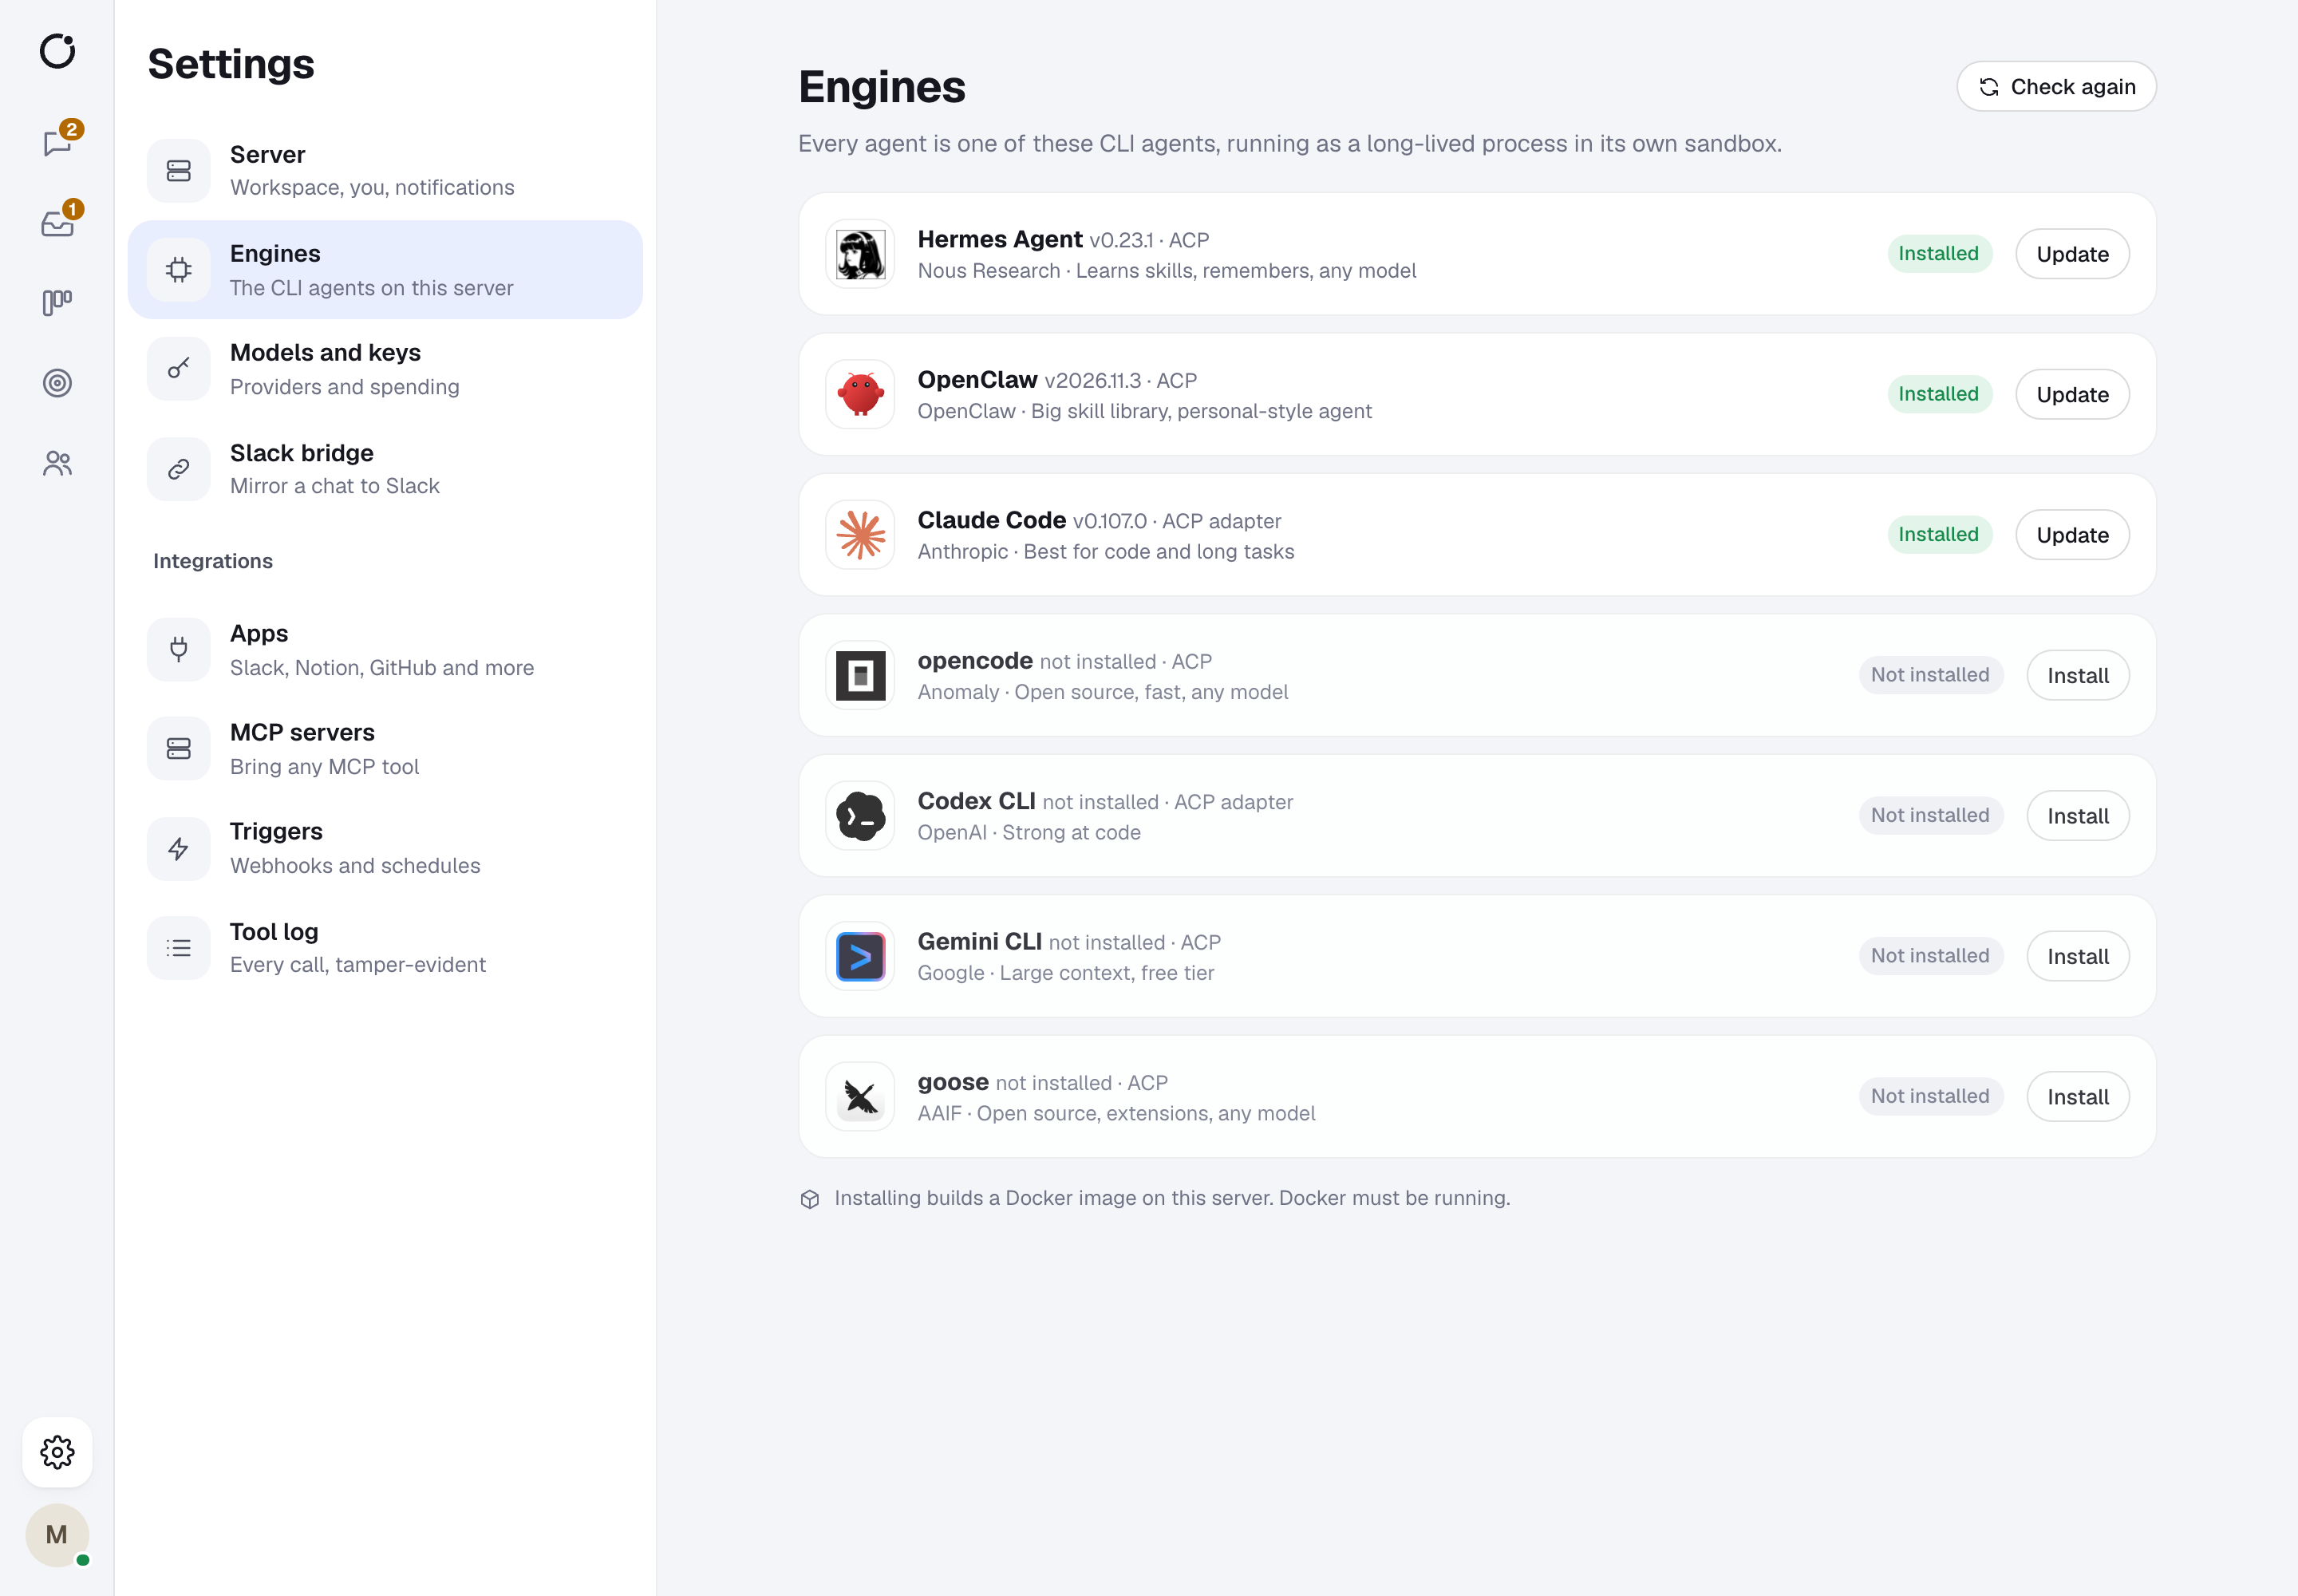 2
1
M
Settings
Server
Workspace, you, notifications
Engines
The CLI agents on this server
Models and keys
Providers and spending
Slack bridge
Mirror a chat to Slack
Integrations
Apps
Slack, Notion, GitHub and more
MCP servers
Bring any MCP tool
Triggers
Webhooks and schedules
Tool log
Every call, tamper-evident
Engines
Check again
Every agent is one of these CLI agents, running as a long-lived process in its own sandbox.
Hermes Agent v0.23.1 · ACP
Nous Research · Learns skills, remembers, any model
Installed
Update
OpenClaw v2026.11.3 · ACP
OpenClaw · Big skill library, personal-style agent
Installed
Update
Claude Code v0.107.0 · ACP adapter
Anthropic · Best for code and long tasks
Installed
Update
opencode not installed · ACP
Anomaly · Open source, fast, any model
Not installed
Install
Codex CLI not installed · ACP adapter
OpenAI · Strong at code
Not installed
Install
Gemini CLI not installed · ACP
Google · Large context, free tier
Not installed
Install
goose not installed · ACP
AAIF · Open source, extensions, any model
Not installed
Install
Installing builds a Docker image on this server. Docker must be running.